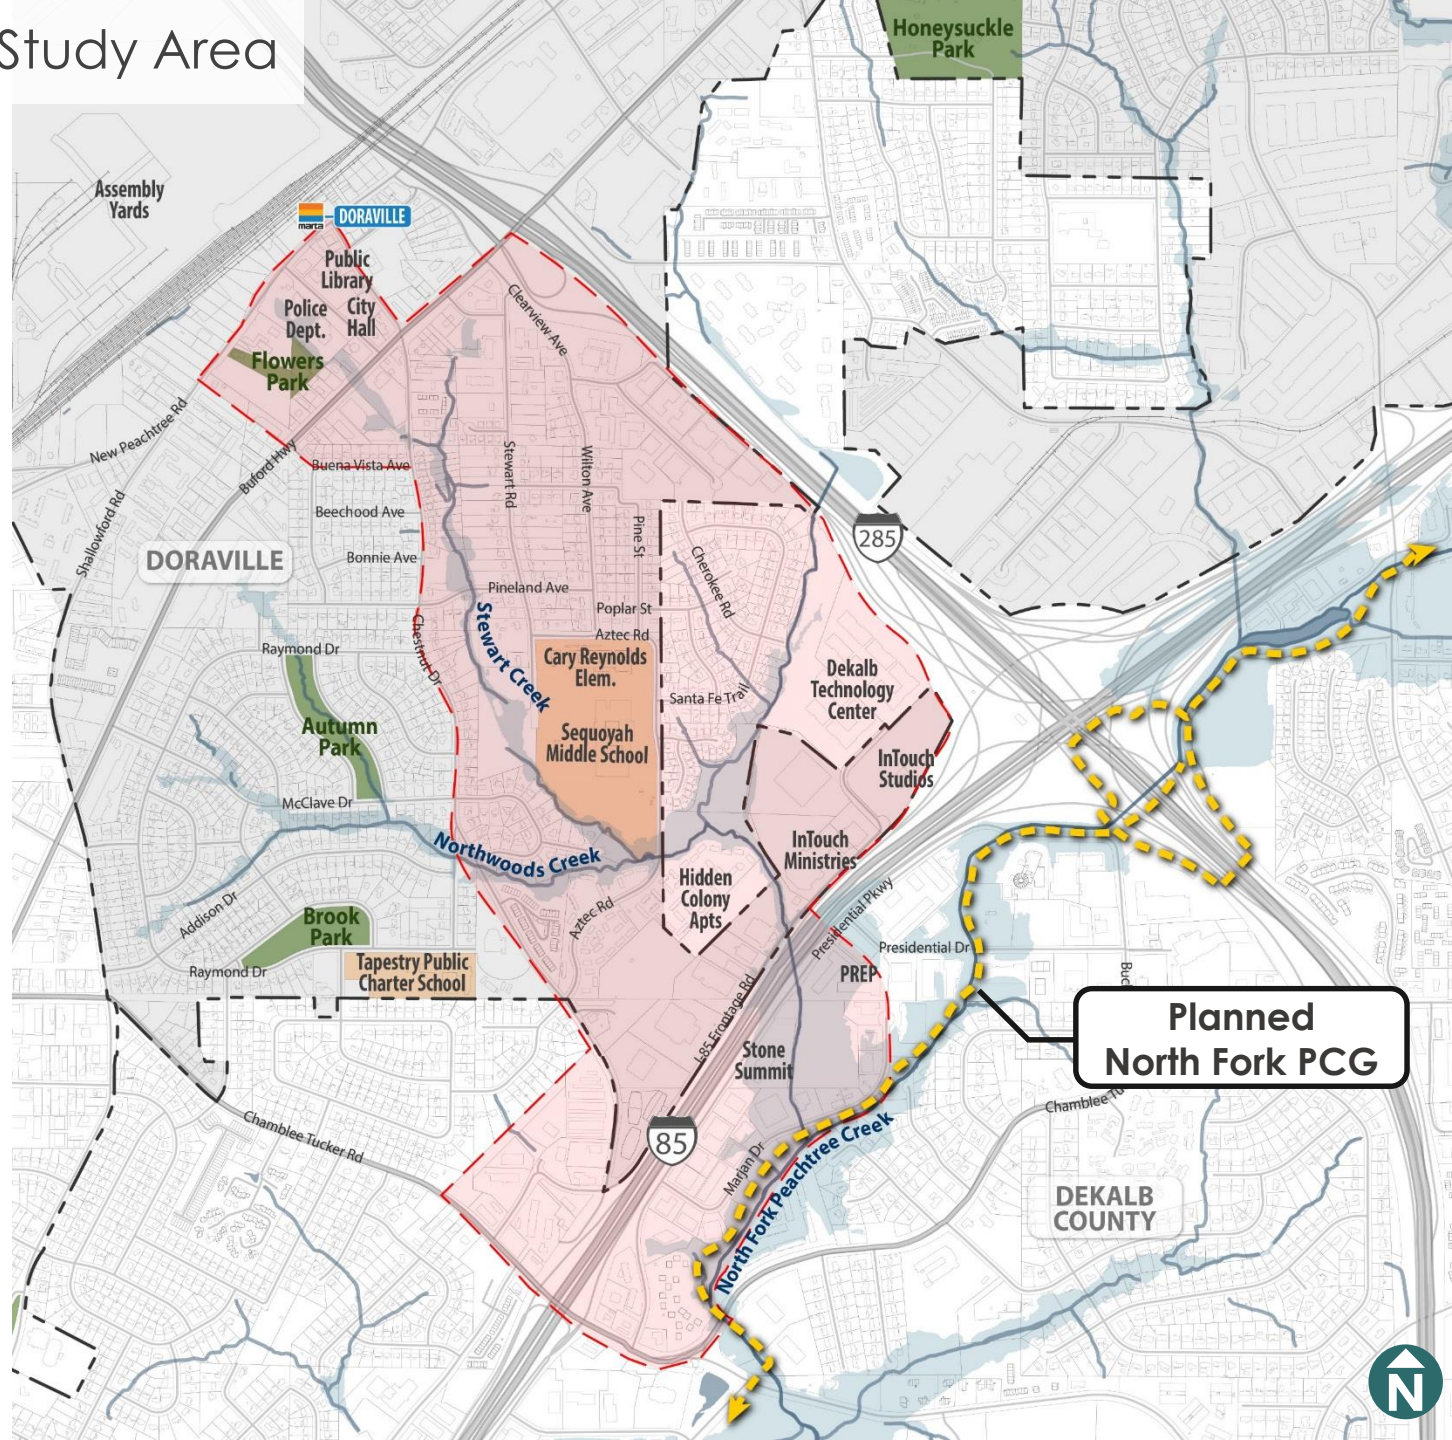 Study Area
Honeysuckle
Park
Assembly
Yards
marta
DORAVILLE
Public
Library
Police
Dept.
City
Hall
Flowers
Park
Clearview Ave
New Peachtree Rd
Buford Hwy
Shallowford Rd
Buena Vista Ave
Beechood Ave
Bonnie Ave
DORAVILLE
Stewart Rd
Wilton Ave
Pine St
285
Cherokee Rd
Pineland Ave
Poplar St
Aztec Rd
Stewart Creek
Chestnut Dr
Raymond Dr
Cary Reynolds
Elem.
Sequoyah
Middle School
Santa Fe Trail
Dekalb
Technology
Center
InTouch
Studios
Autumn
Park
McClave Dr
Northwoods Creek
InTouch
Ministries
Hidden
Colony
Apts
Aztec Rd
Addison Dr
Brook
Park
Raymond Dr
Tapestry Public
Charter School
Presidential Pkwy
Presidential Dr
PREP
I-85 Frontage Rd
Stone
Summit
Planned
North Fork PCG
85
Chamblee Tucker Rd
Marjan Dr
North Fork Peachtree Creek
DEKALB
COUNTY
N